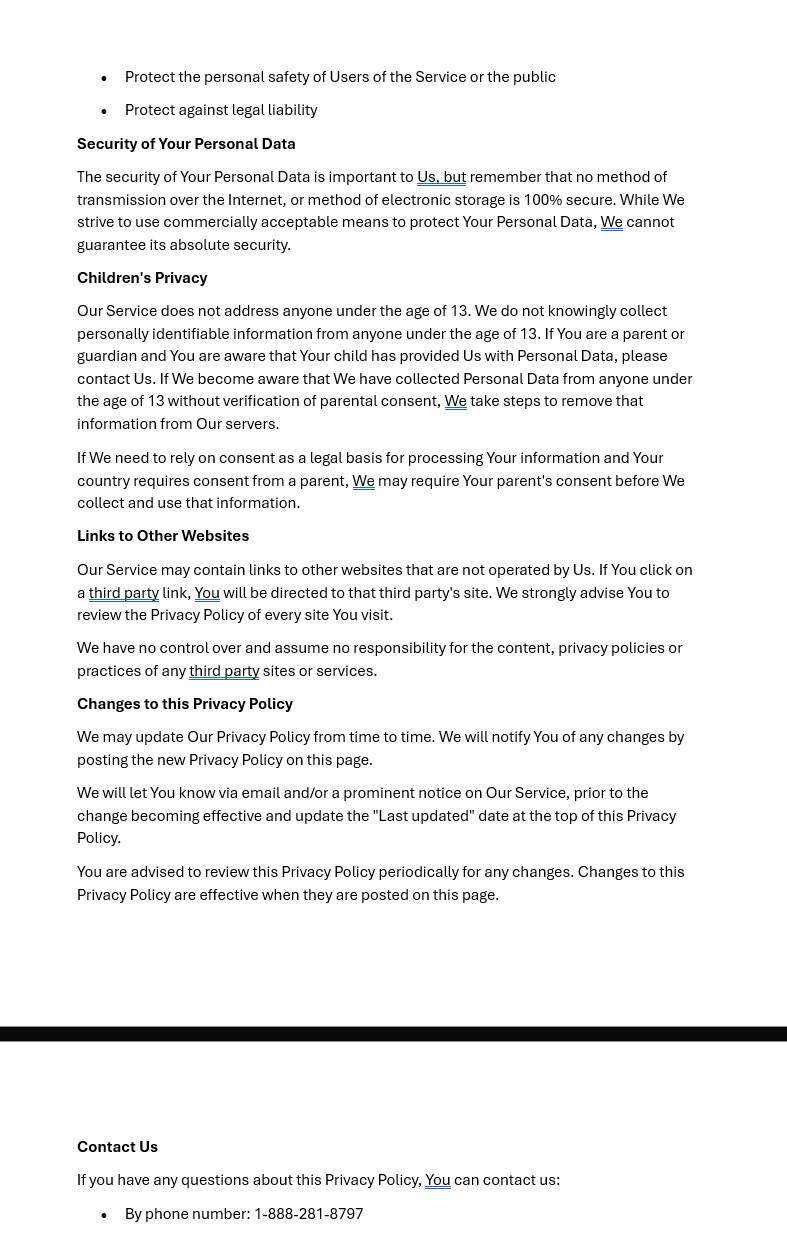 • Protect the personal safety of Users of the Service or the public
• Protect against legal liability
Security of Your Personal Data
The security of Your Personal Data is important to Us, but remember that no method of
transmission over the Internet, or method of electronic storage is 100% secure. While We
strive to use commercially acceptable means to protect Your Personal Data, We cannot
guarantee its absolute security.
Children's Privacy
Our Service does not address anyone under the age of 13. We do not knowingly collect
personally identifiable information from anyone under the age of 13. If You are a parent or
guardian and You are aware that Your child has provided Us with Personal Data, please
contact Us. If We become aware that We have collected Personal Data from anyone under
the age of 13 without verification of parental consent, We take steps to remove that
information from Our servers.
If We need to rely on consent as a legal basis for processing Your information and Your
country requires consent from a parent, We may require Your parent's consent before We
collect and use that information.
Links to Other Websites
Our Service may contain links to other websites that are not operated by Us. If You click on
a third party link, You will be directed to that third party's site. We strongly advise You to
review the Privacy Policy of every site You visit.
We have no control over and assume no responsibility for the content, privacy policies or
practices of any third party sites or services.
Changes to this Privacy Policy
We may update Our Privacy Policy from time to time. We will notify You of any changes by
posting the new Privacy Policy on this page.
We will let You know via email and/or a prominent notice on Our Service, prior to the
change becoming effective and update the "Last updated" date at the top of this Privacy
Policy.
You are advised to review this Privacy Policy periodically for any changes. Changes to this
Privacy Policy are effective when they are posted on this page.
Contact Us
If you have any questions about this Privacy Policy, You can contact us:
• By phone number: 1-888-281-8797